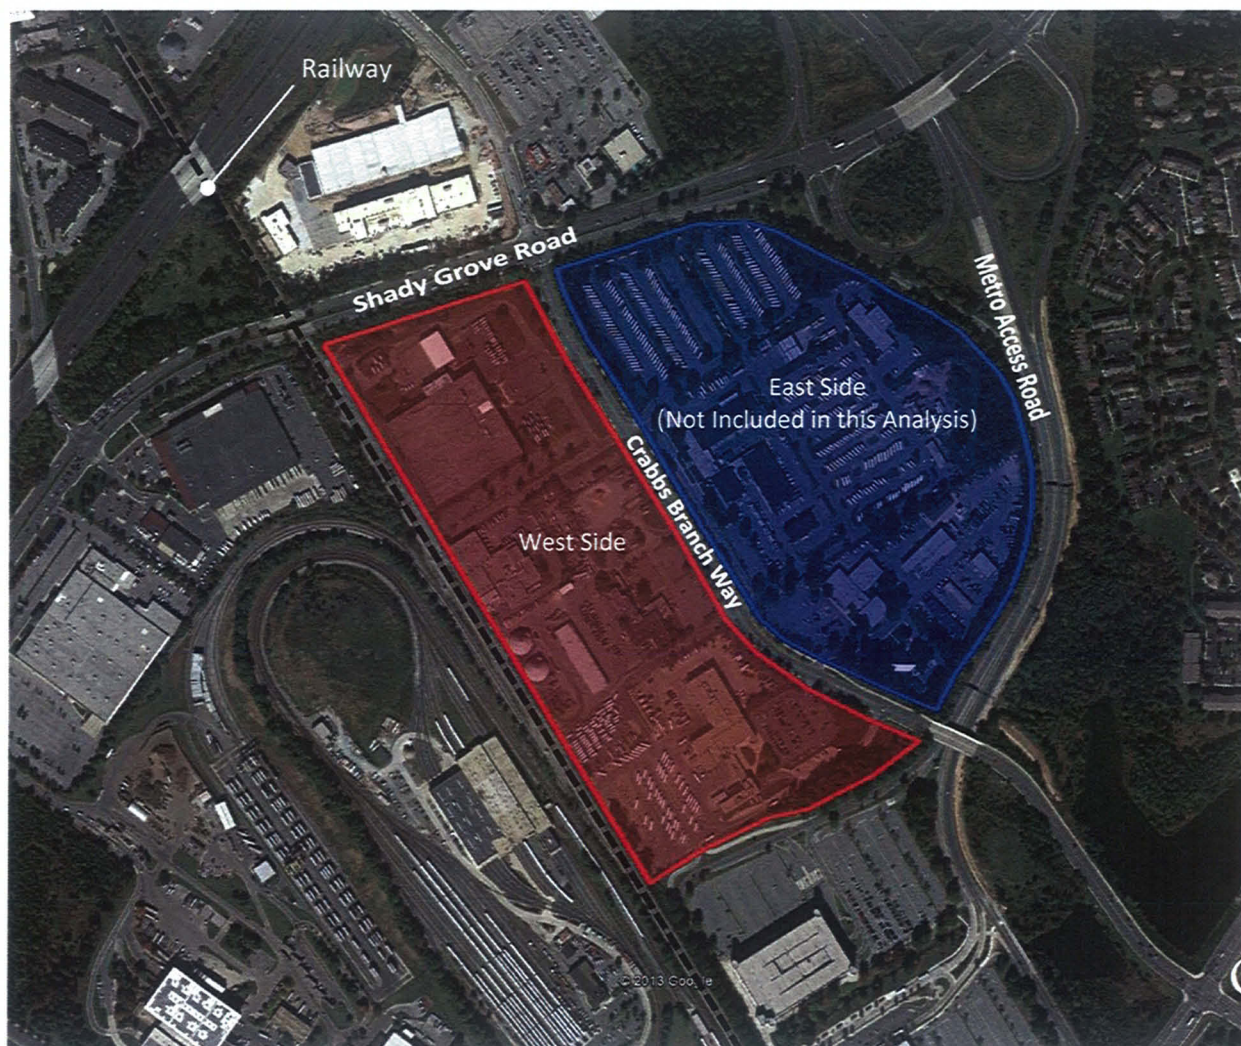 Railway
Shady Grove Road
Metro Access Road
East Side
(Not Included in this Analysis)
Crabbs Branch Way
West Side
© 2013 Google